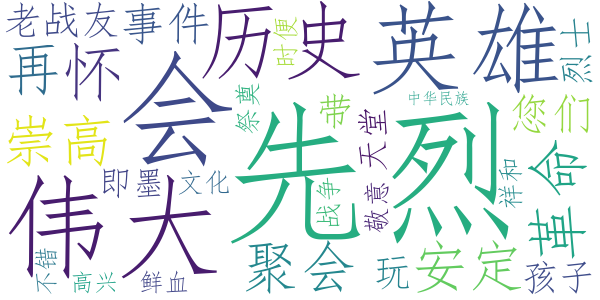 老战友
事件
历史
时便
英雄
烈士
再
怀
会
祭奠
带
中华民族
您们
崇高
先烈
天堂
即墨
文化
战争
敬意
祥和
革命
伟大
聚会
玩
安定
孩子
不错
高兴
鲜血